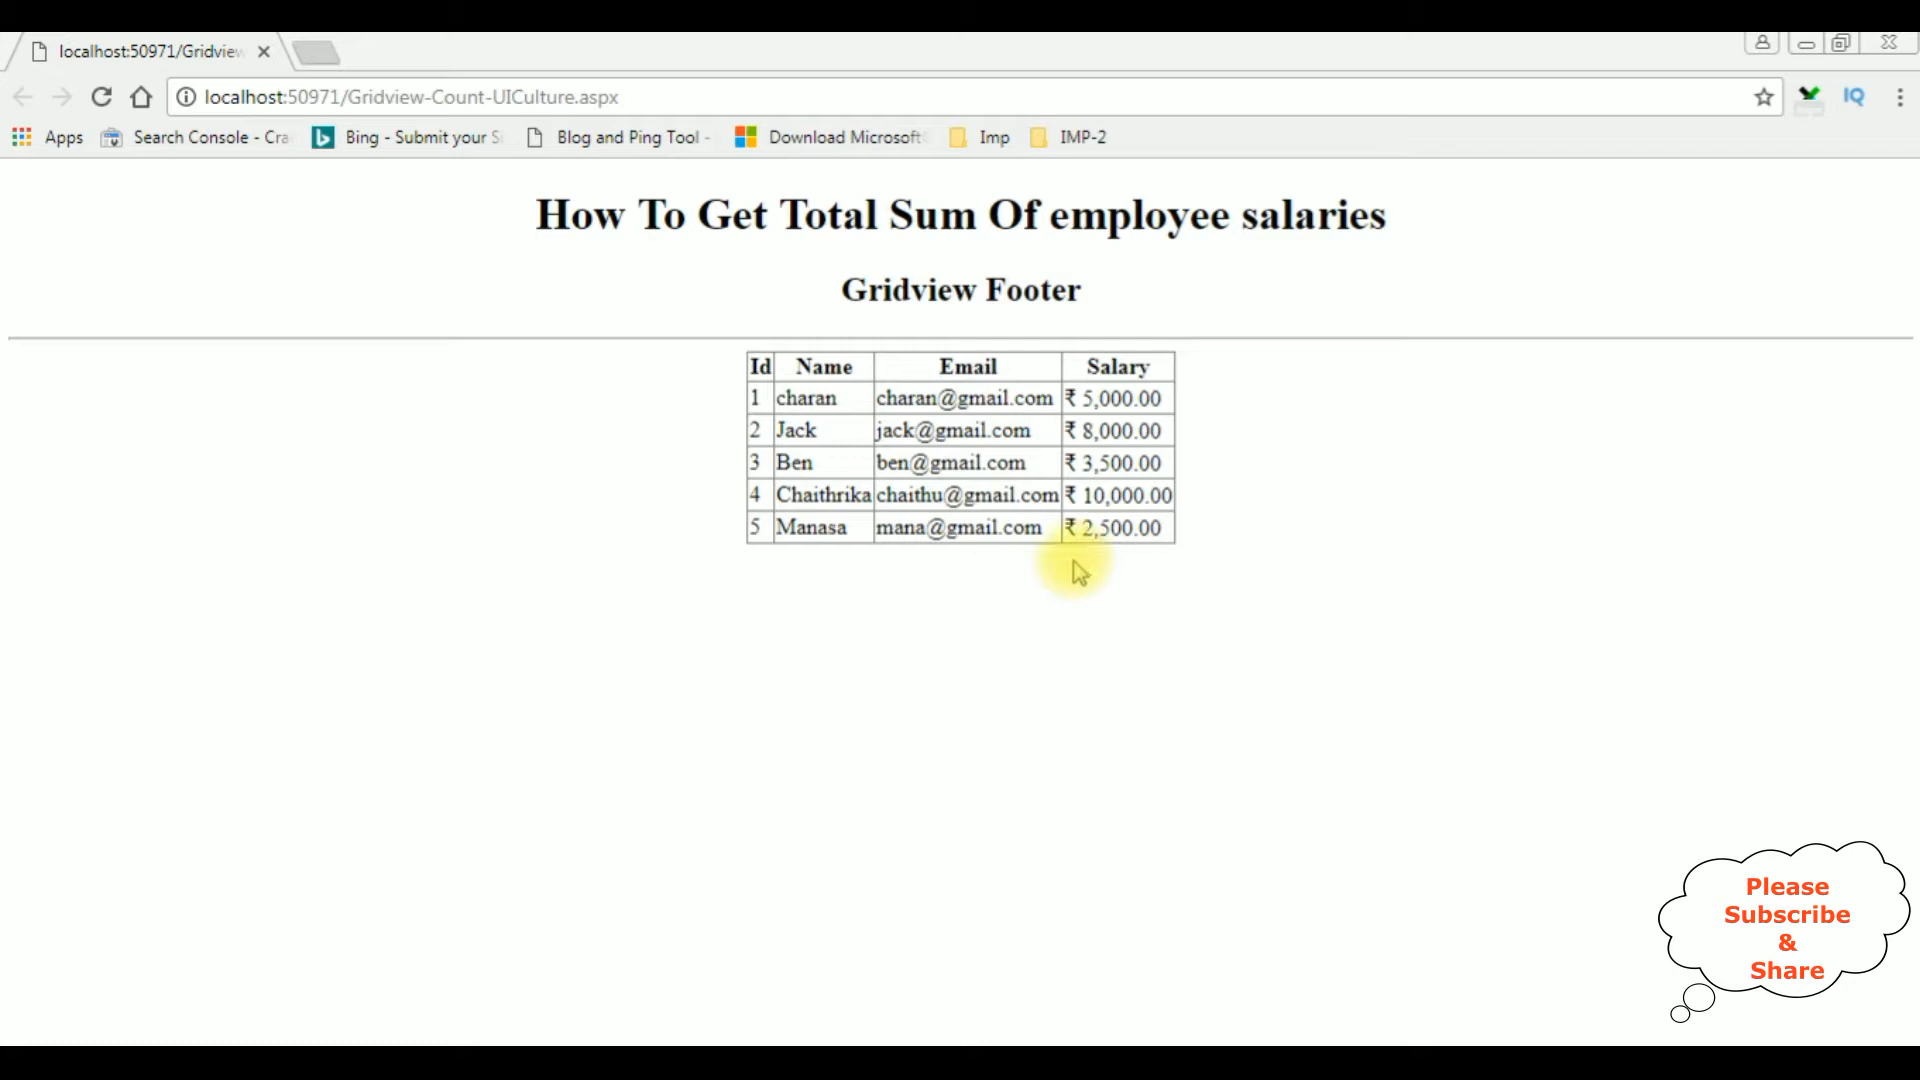 localhost:50971/Gridview
localhost:50971/Gridview-Count-UICulture.aspx
IQ
Apps Search Console - Cra Bing - Submit your S Blog and Ping Tool - Download Microsoft Imp IMP-2
How To Get Total Sum Of employee salaries
Gridview Footer
Id Name Email Salary
1 charan charan@gmail.com ₹ 5,000.00
2 Jack jack@gmail.com ₹ 8,000.00
3 Ben ben@gmail.com ₹ 3,500.00
4 Chaithrika chaithu@gmail.com ₹ 10,000.00
5 Manasa mana@gmail.com ₹ 2,500.00
Please
Subscribe
&
Share